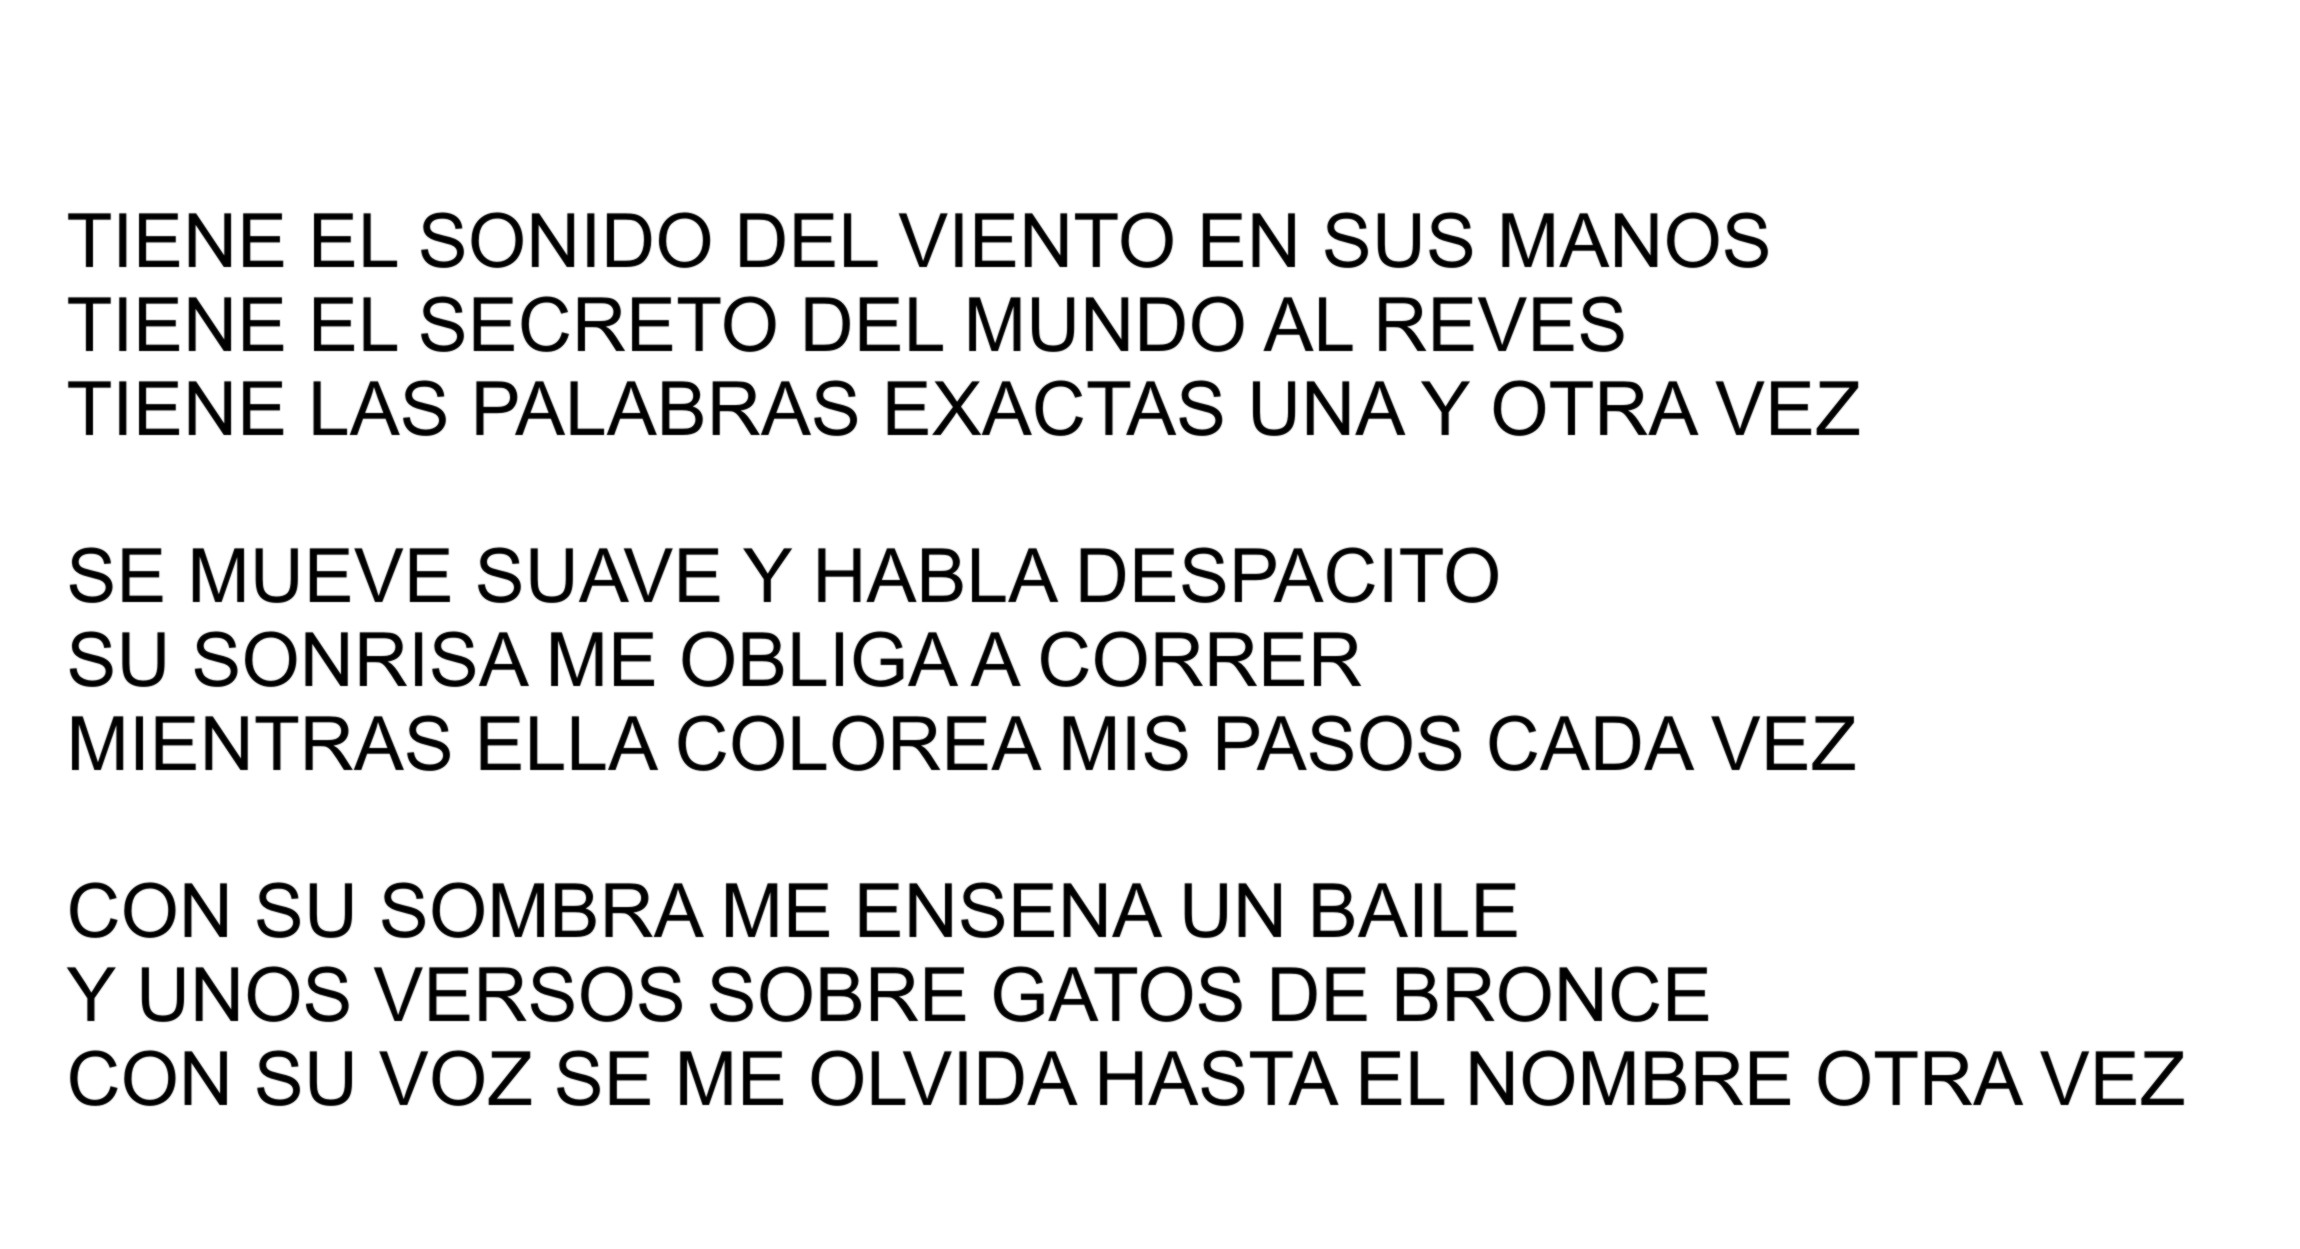 TIENE EL SONIDO DEL VIENTO EN SUS MANOS
TIENE EL SECRETO DEL MUNDO AL REVES
TIENE LAS PALABRAS EXACTAS UNA Y OTRA VEZ
SE MUEVE SUAVE Y HABLA DESPACITO
SU SONRISA ME OBLIGA A CORRER
MIENTRAS ELLA COLOREA MIS PASOS CADA VEZ
CON SU SOMBRA ME ENSENA UN BAILE
Y UNOS VERSOS SOBRE GATOS DE BRONCE
CON SU VOZ SE ME OLVIDA HASTA EL NOMBRE OTRA VEZ